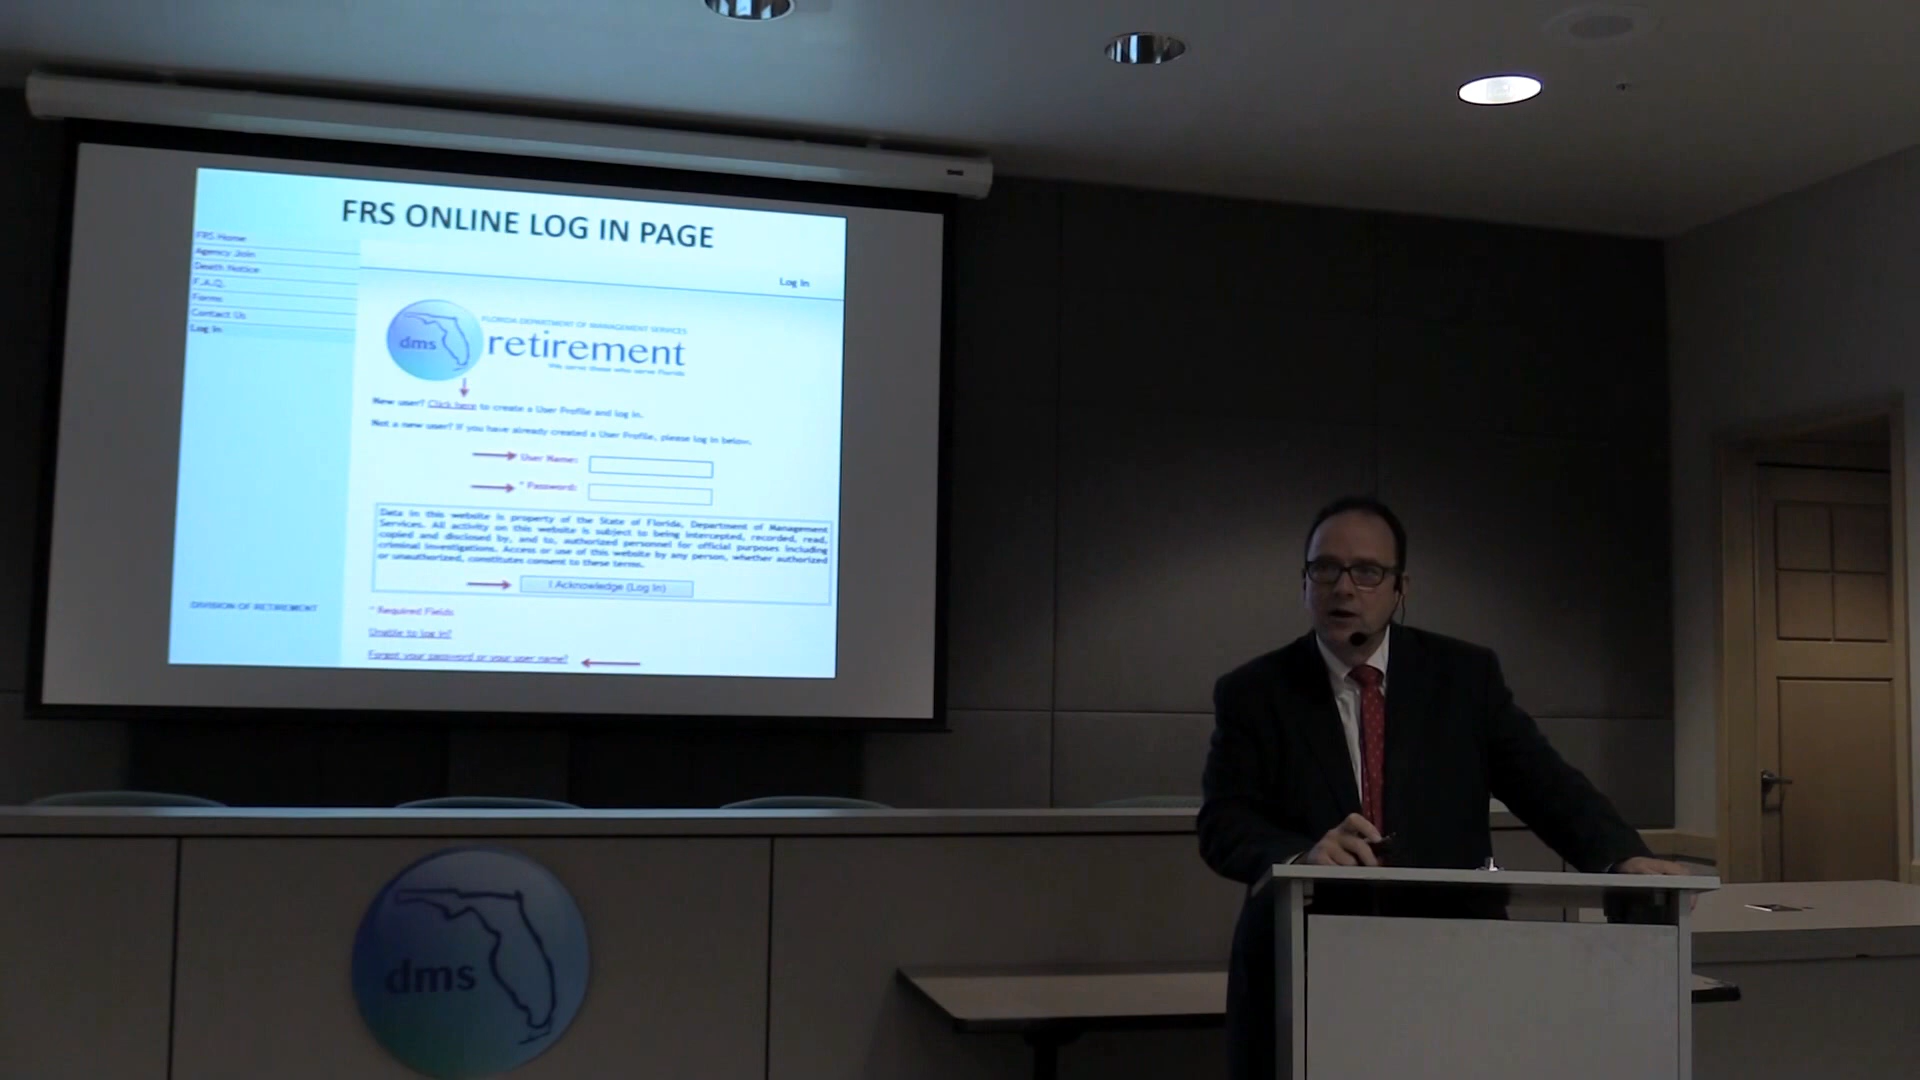 FRS ONLINE LOG IN PAGE
FRS Home
Agency Join
Death Notice
F.A.Q.
Forms
Contact Us
Log In
Log In
dms
FLORIDA DEPARTMENT OF MANAGEMENT SERVICES
retirement
We serve those who serve Florida
New user? Click here to create a User Profile and log in.
Not a new user? If you have already created a User Profile, please log in below.
User Name:
* Password:
Data in this website is property of the State of Florida, Department of Management
Services. All activity on this website is subject to being intercepted, recorded, read,
copied and disclosed by, and to, authorized personnel for official purposes including
criminal investigations. Access or use of this website by any person, whether authorized
or unauthorized, constitutes consent to these terms.
I Acknowledge (Log In)
* Required Fields
Unable to log in?
Forgot your password or your user name?
DIVISION OF RETIREMENT
dms